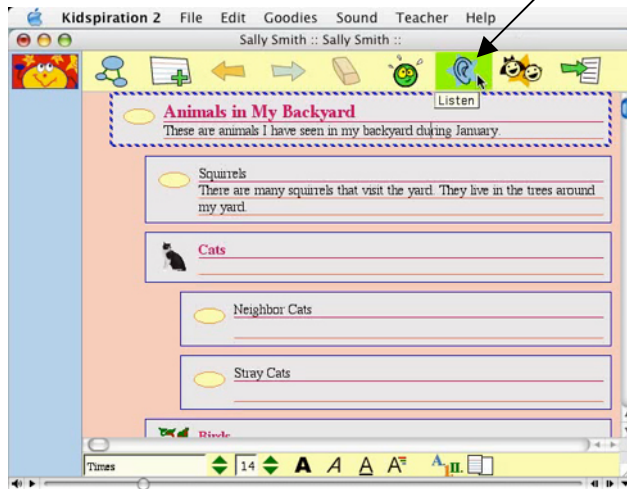 Kidspiration 2 File Edit Goodies Sound Teacher Help
Sally Smith :: Sally Smith ::
Listen
Animals in My Backyard
These are animals I have seen in my backyard during January.
Squirrels
There are many squirrels that visit the yard. They live in the trees around
my yard.
Cats
Neighbor Cats
Stray Cats
Birds
Times 14 A A A A A1II.